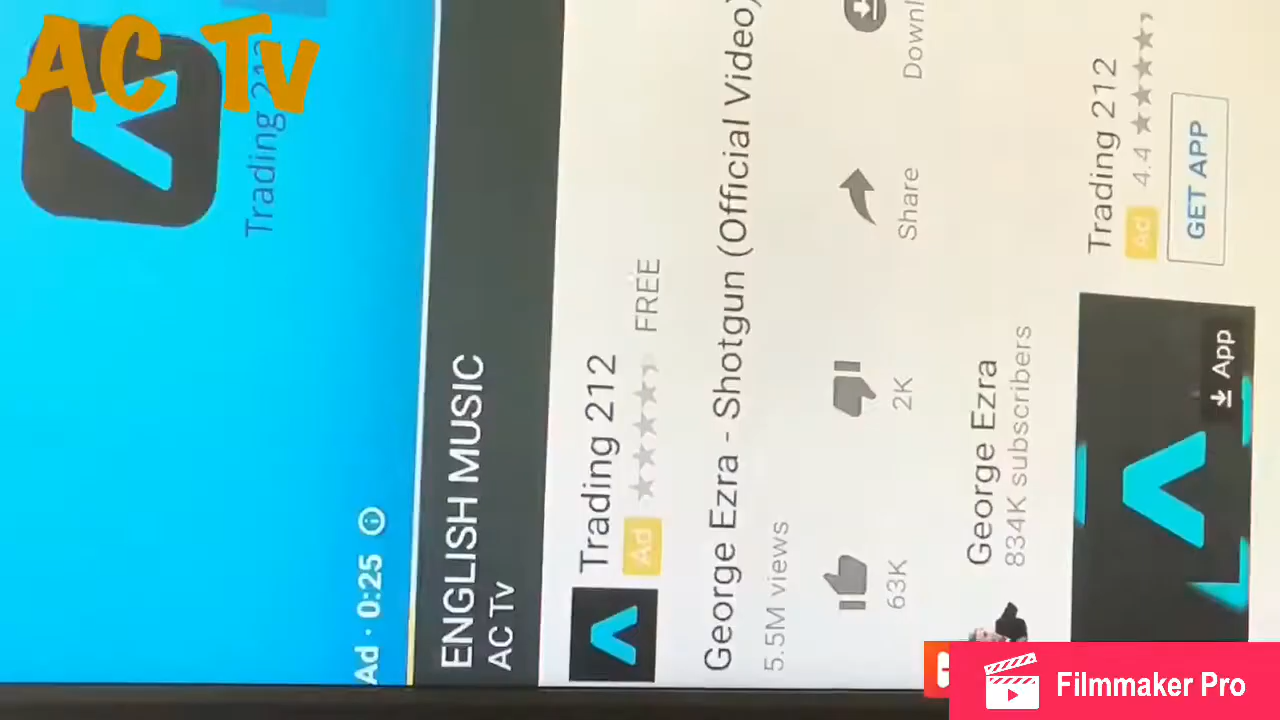 AC Tv
Trading 212
Ad · 0:25
ENGLISH MUSIC
AC Tv
Trading 212
Ad FREE
George Ezra - Shotgun (Official Video)
5.5M views
63K
2K
Share
Downl
George Ezra
834K subscribers
App
Trading 212
Ad 4.4
GET APP
Filmmaker Pro